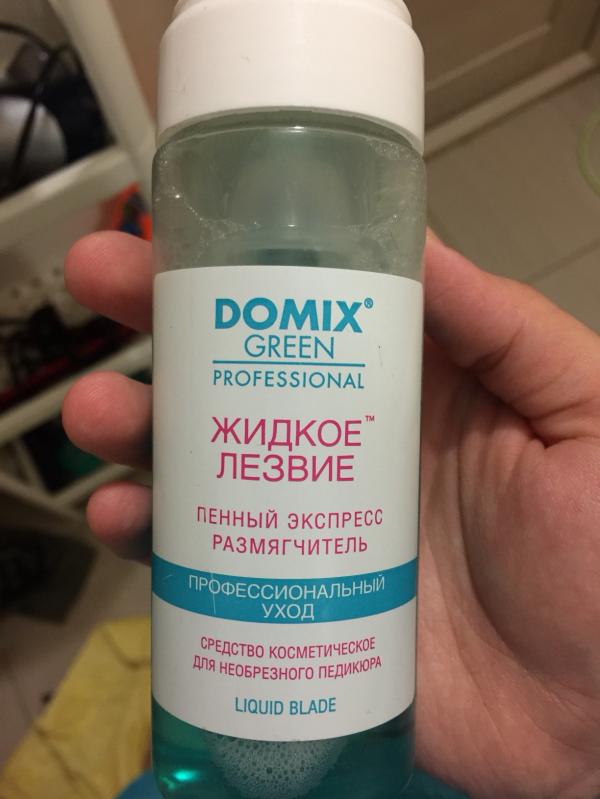 DOMIX®
GREEN
PROFESSIONAL
ЖИДКОЕ™
ЛЕЗВИЕ
ПЕННЫЙ ЭКСПРЕСС
РАЗМЯГЧИТЕЛЬ
ПРОФЕССИОНАЛЬНЫЙ
УХОД
СРЕДСТВО КОСМЕТИЧЕСКОЕ
ДЛЯ НЕОБРЕЗНОГО ПЕДИКЮРА
LIQUID BLADE